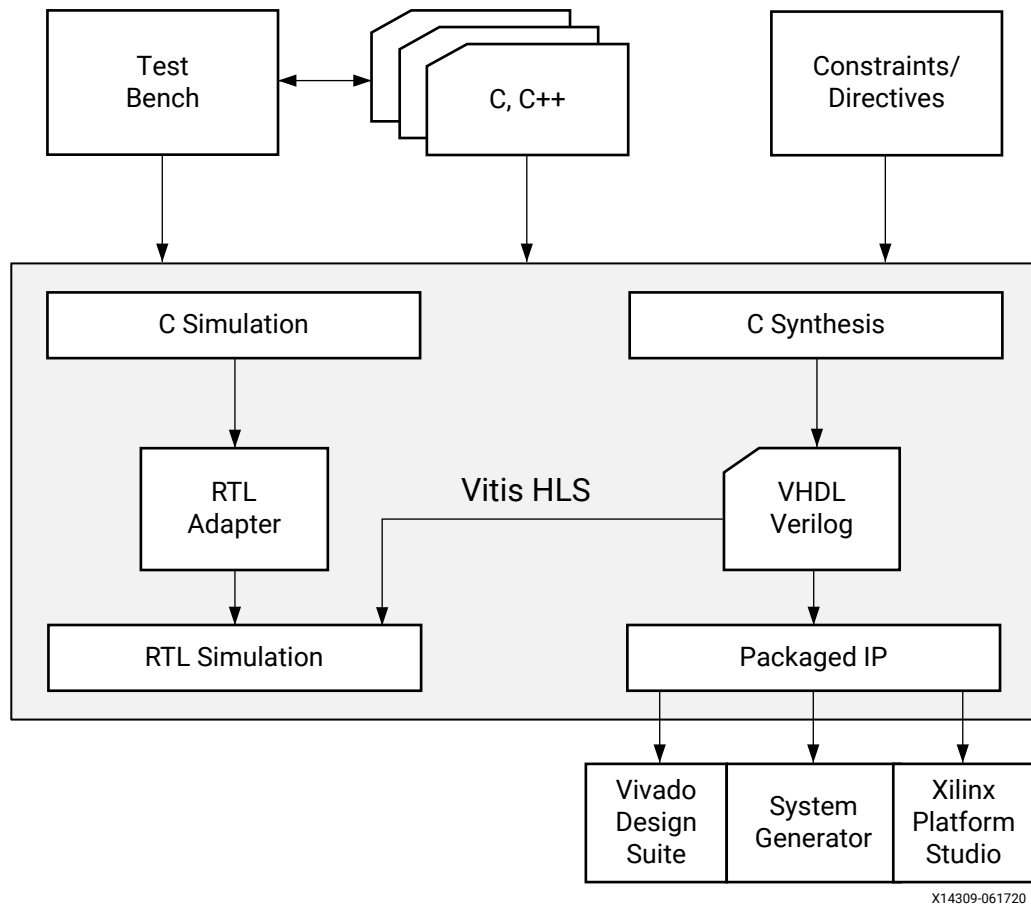 Test
Bench
C, C++
Constraints/
Directives
C Simulation
C Synthesis
RTL
Adapter
Vitis HLS
VHDL
Verilog
RTL Simulation
Packaged IP
Vivado
Design
Suite
System
Generator
Xilinx
Platform
Studio
X14309-061720